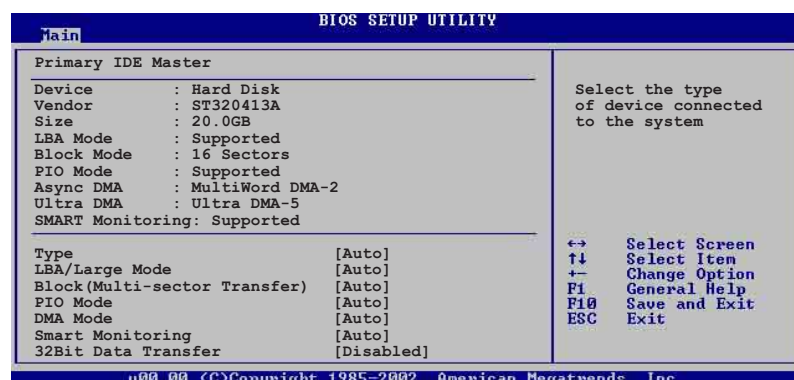 BIOS SETUP UTILITY
Main
Primary IDE Master
Device : Hard Disk
Vendor : ST320413A
Size : 20.0GB
LBA Mode : Supported
Block Mode : 16 Sectors
PIO Mode : Supported
Async DMA : MultiWord DMA-2
Ultra DMA : Ultra DMA-5
SMART Monitoring: Supported
Type [Auto]
LBA/Large Mode [Auto]
Block(Multi-sector Transfer) [Auto]
PIO Mode [Auto]
DMA Mode [Auto]
Smart Monitoring [Auto]
32Bit Data Transfer [Disabled]
Select the type
of device connected
to the system
↔ Select Screen
↑↓ Select Item
+- Change Option
F1 General Help
F10 Save and Exit
ESC Exit
v00.00 (C)Copyright 1985-2002, American Megatrends, Inc.